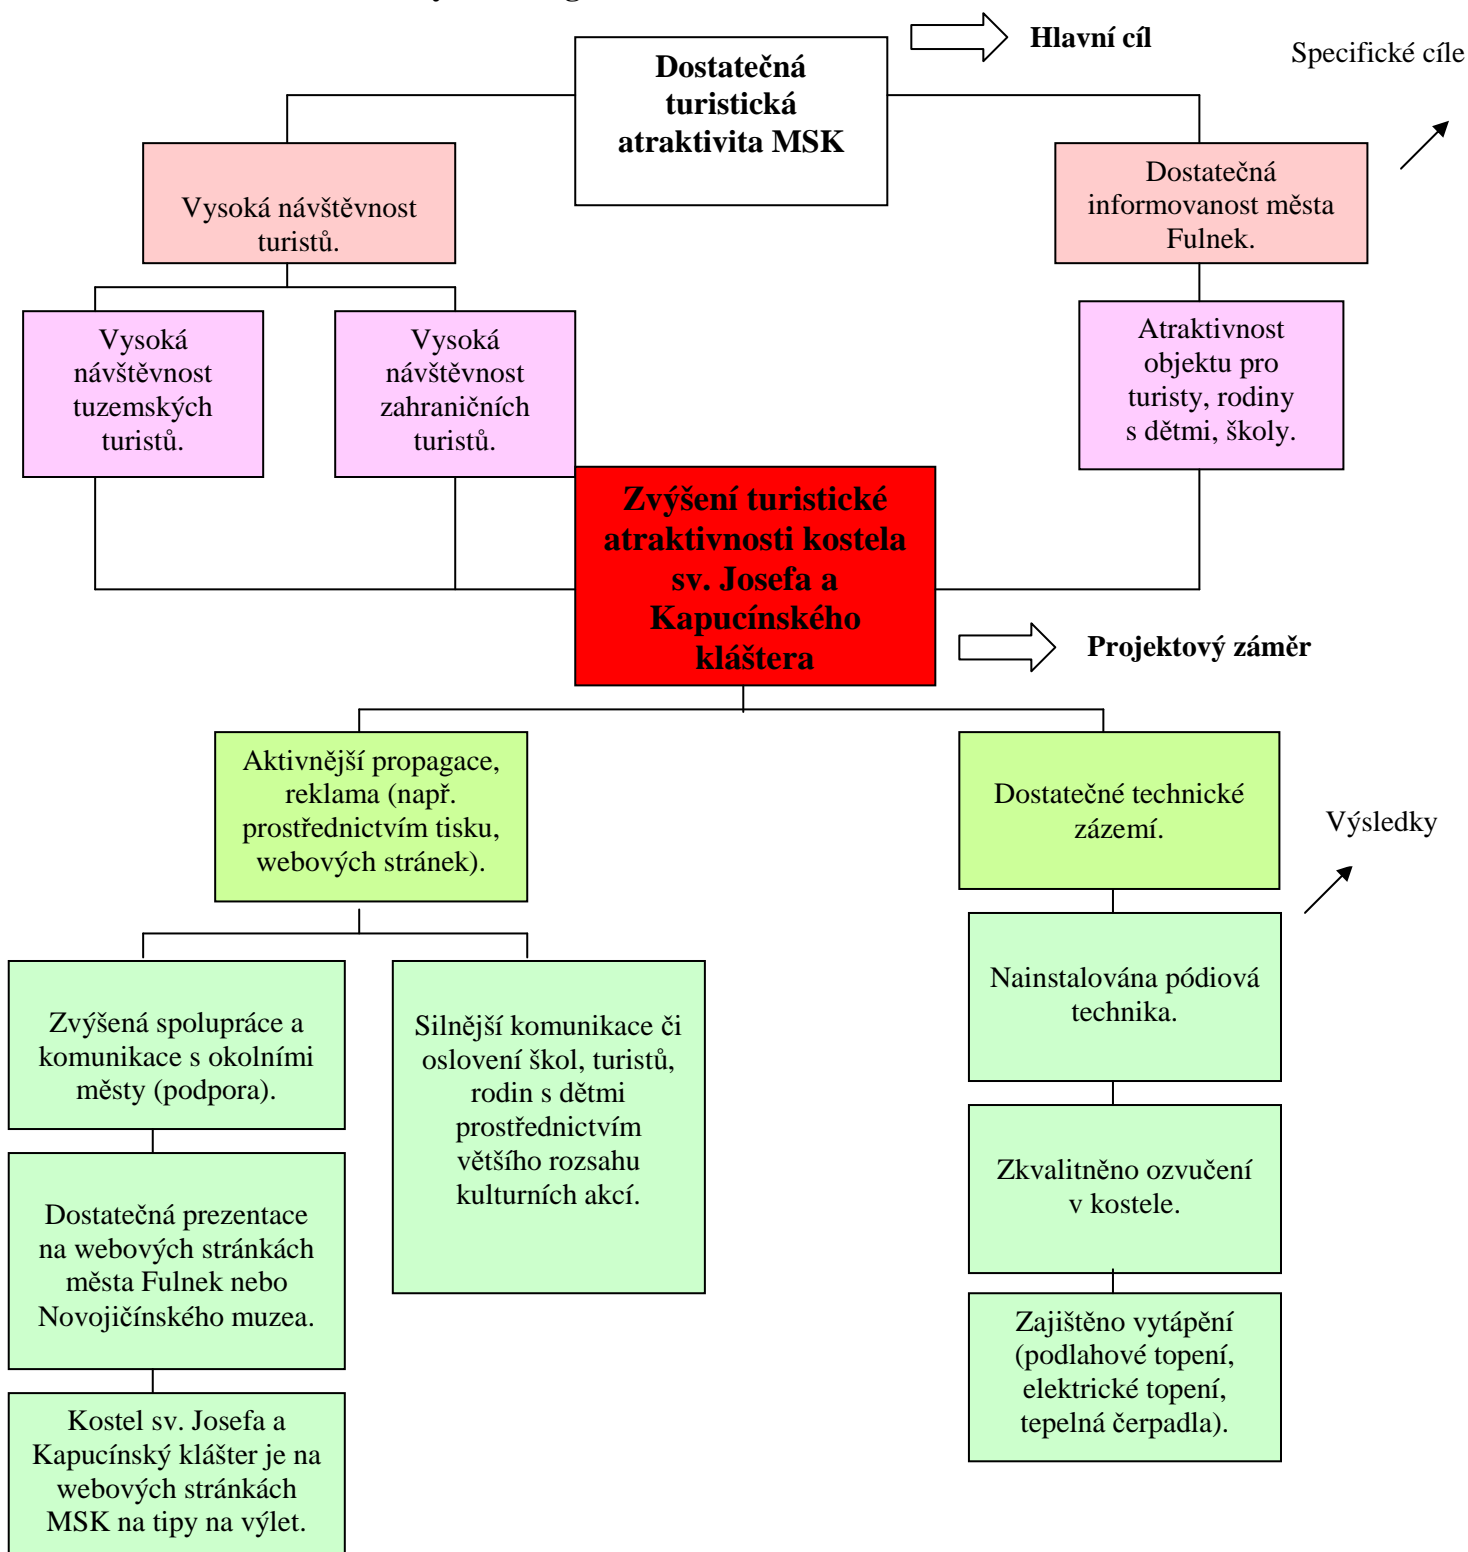 Hlavní cíl
Specifické cíle
Dostatečná
turistická
atraktivita MSK
Vysoká návštěvnost
turistů.
Dostatečná
informovanost města
Fulnek.
Vysoká
návštěvnost
tuzemských
turistů.
Vysoká
návštěvnost
zahraničních
turistů.
Atraktivnost
objektu pro
turisty, rodiny
s dětmi, školy.
Zvýšení turistické
atraktivnosti kostela
sv. Josefa a
Kapucínského
kláštera
Projektový záměr
Aktivnější propagace,
reklama (např.
prostřednictvím tisku,
webových stránek).
Dostatečné technické
zázemí.
Výsledky
Zvýšená spolupráce a
komunikace s okolními
městy (podpora).
Silnější komunikace či
oslovení škol, turistů,
rodin s dětmi
prostřednictvím
většího rozsahu
kulturních akcí.
Nainstalována pódiová
technika.
Dostatečná prezentace
na webových stránkách
města Fulnek nebo
Novojičínského muzea.
Zkvalitněno ozvučení
v kostele.
Zajištěno vytápění
(podlahové topení,
elektrické topení,
tepelná čerpadla).
Kostel sv. Josefa a
Kapucínský klášter je na
webových stránkách
MSK na tipy na výlet.